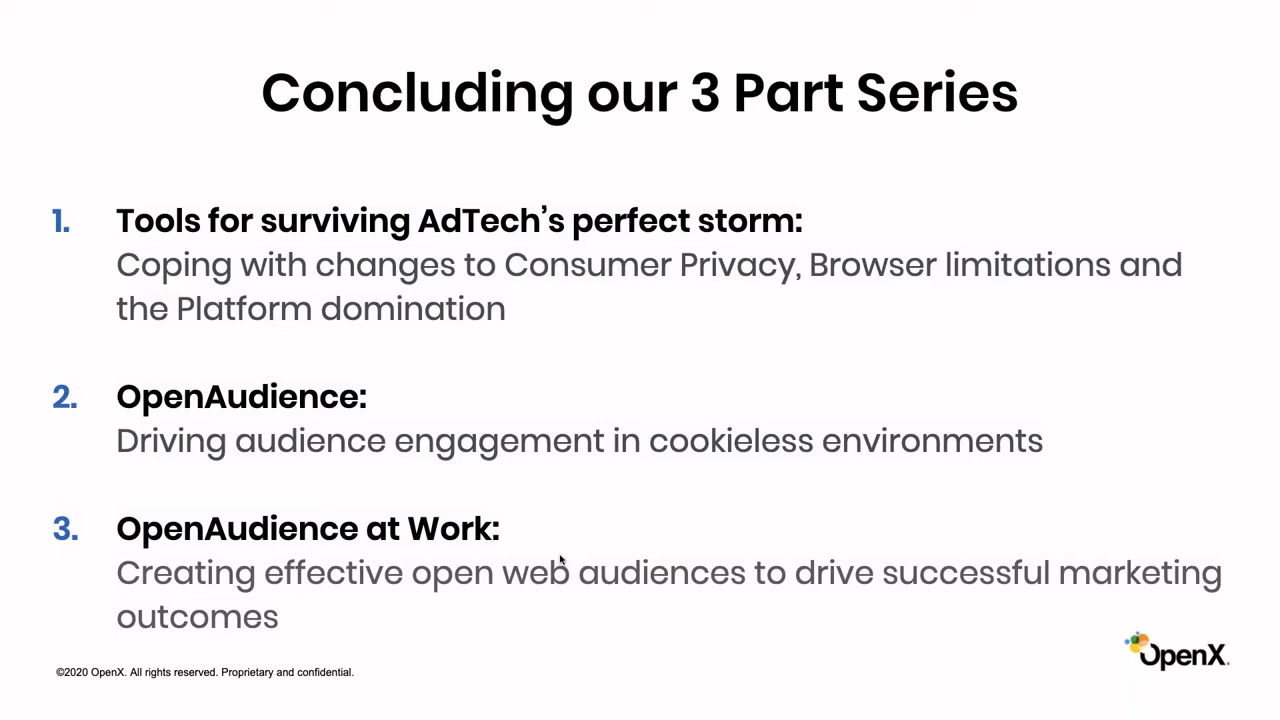 Concluding our 3 Part Series
1. Tools for surviving AdTech’s perfect storm:
Coping with changes to Consumer Privacy, Browser limitations and
the Platform domination
2. OpenAudience:
Driving audience engagement in cookieless environments
3. OpenAudience at Work:
Creating effective open web audiences to drive successful marketing
outcomes
©2020 OpenX. All rights reserved. Proprietary and confidential.
OpenX.